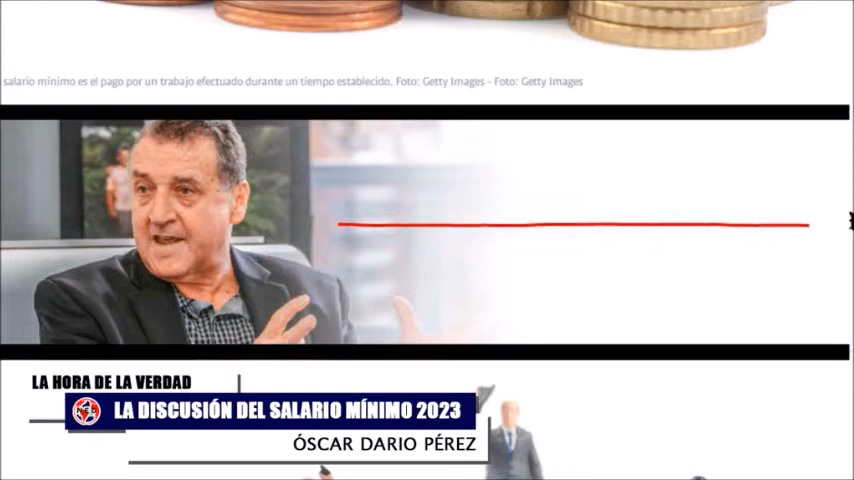 salario mínimo es el pago por un trabajo efectuado durante un tiempo establecido. Foto: Getty Images - Foto: Getty Images
LA HORA DE LA VERDAD
LA DISCUSIÓN DEL SALARIO MÍNIMO 2023
ÓSCAR DARIO PÉREZ